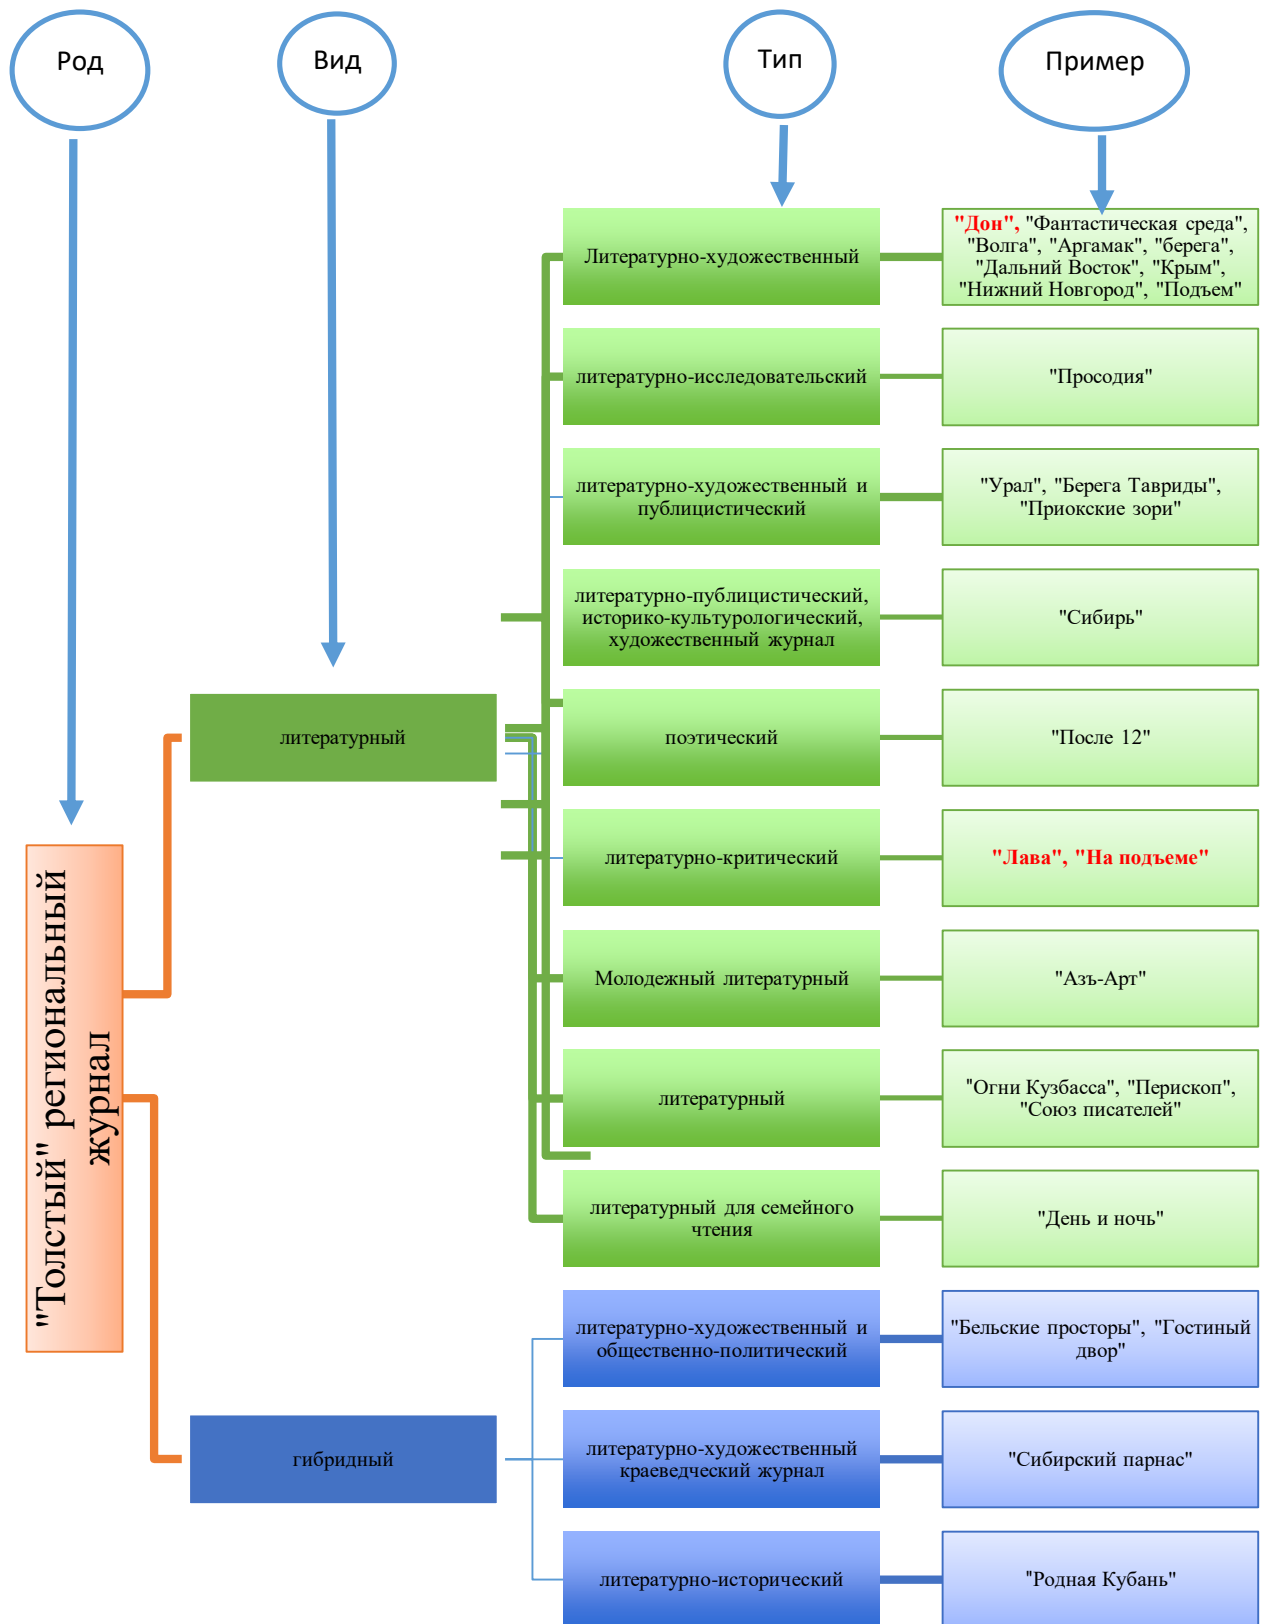 Род
Вид
Тип
Пример
Литературно-художественный
"Дон", "Фантастическая среда",
"Волга", "Аргамак", "берега",
"Дальний Восток", "Крым",
"Нижний Новгород", "Подъем"
литературно-исследовательский
"Просодия"
литературно-художественный и
публицистический
"Урал", "Берега Тавриды",
"Приокские зори"
литературно-публицистический,
историко-культурологический,
художественный журнал
"Сибирь"
литературный
поэтический
"После 12"
литературно-критический
"Лава", "На подъеме"
"Толстый" региональный
журнал
Молодежный литературный
"Азъ-Арт"
литературный
"Огни Кузбасса", "Перископ",
"Союз писателей"
литературный для семейного
чтения
"День и ночь"
литературно-художественный и
общественно-политический
"Бельские просторы", "Гостиный
двор"
гибридный
литературно-художественный
краеведческий журнал
"Сибирский парнас"
литературно-исторический
"Родная Кубань"